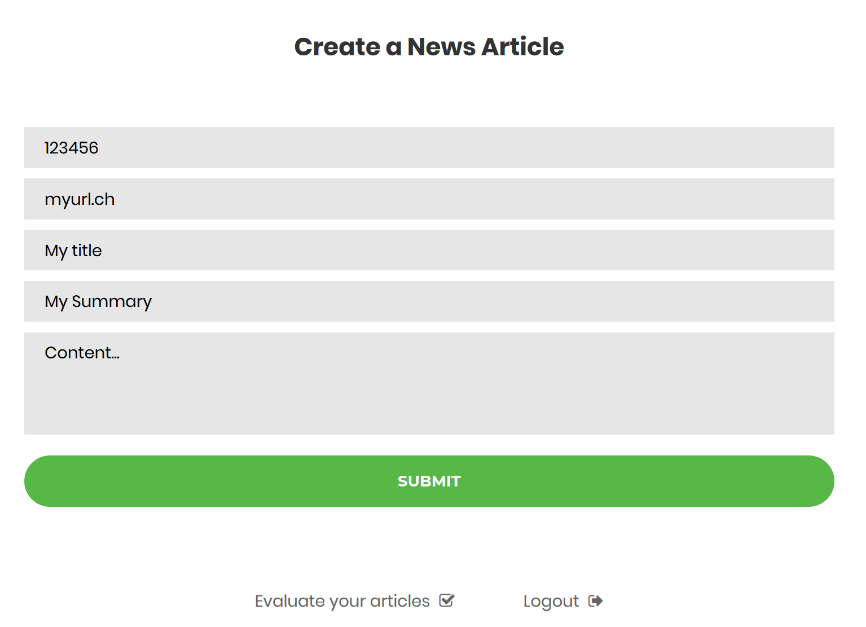 Create a News Article
123456
myurl.ch
My title
My Summary
Content...
SUBMIT
Evaluate your articles
Logout